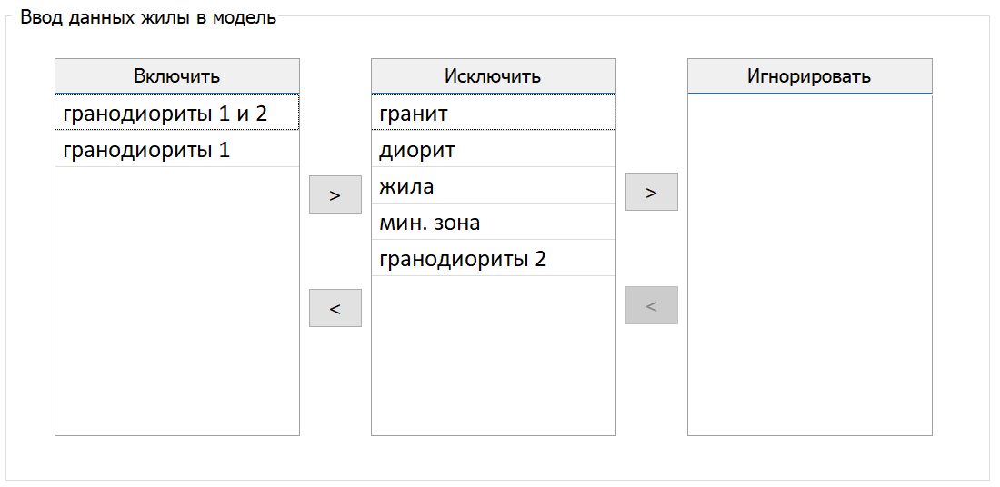 Ввод данных жилы в модель
Включить
гранодиориты 1 и 2
гранодиориты 1
>
<
Исключить
гранит
диорит
жила
мин. зона
гранодиориты 2
>
<
Игнорировать